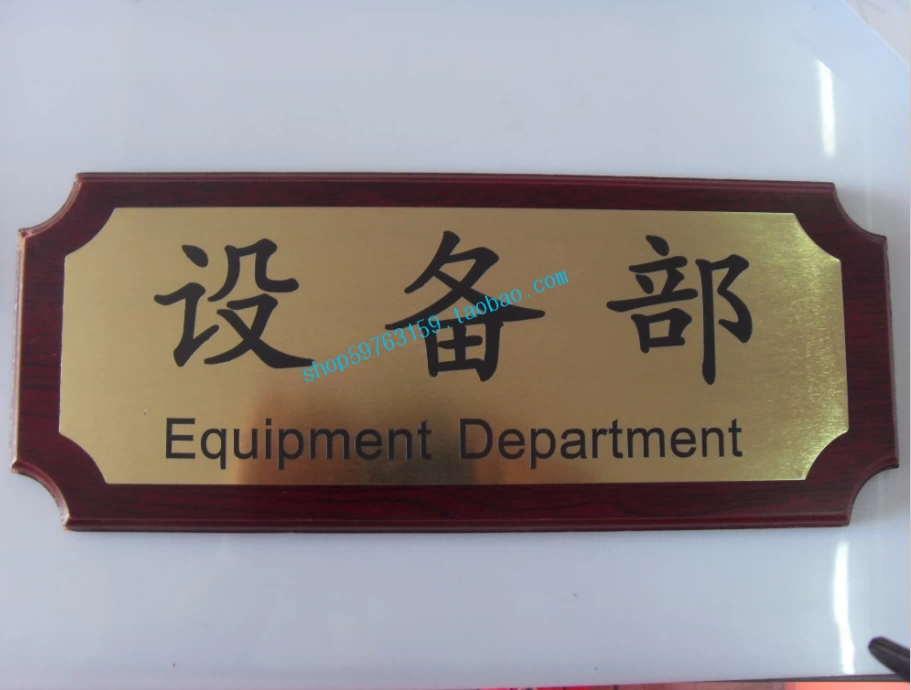 设备部
shop59763159.taobao.com
Equipment Department